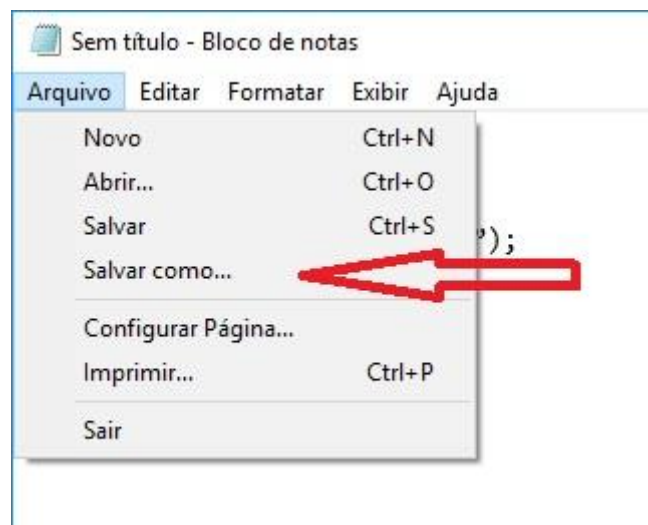 Sem título - Bloco de notas
Arquivo Editar Formatar Exibir Ajuda
Novo Ctrl+N
Abrir... Ctrl+O
Salvar Ctrl+S
”);
Salvar como...
Configurar Página...
Imprimir... Ctrl+P
Sair